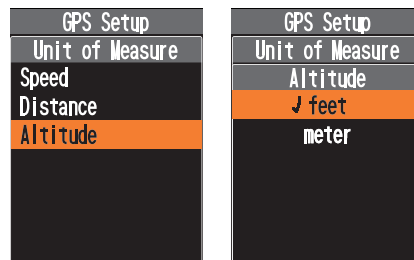 GPS Setup
Unit of Measure
Speed
Distance
Altitude
GPS Setup
Unit of Measure
Altitude
✓ feet
meter